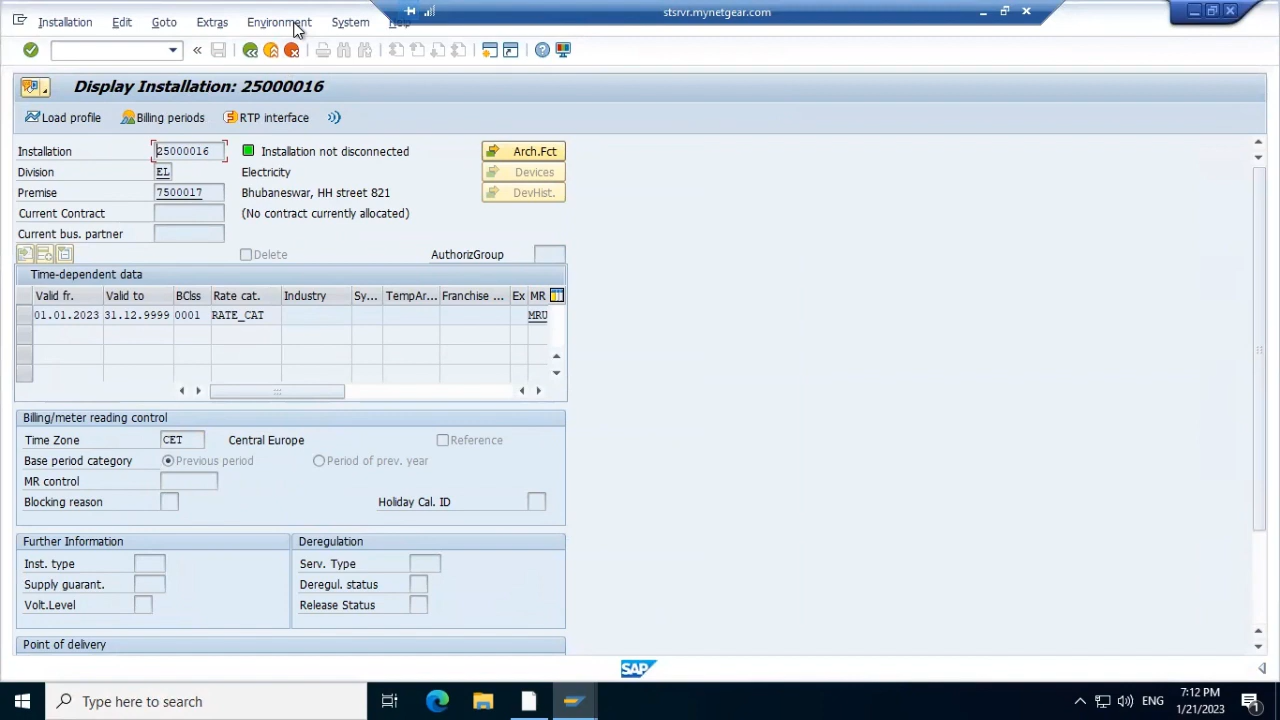 stsrvr.mynetgear.com
Installation Edit Goto Extras Environment System Help
Display Installation: 25000016
Load profile Billing periods RTP interface
Installation 25000016 Installation not disconnected Arch.Fct
Division EL Electricity Devices
Premise 7500017 Bhubaneswar, HH street 821 DevHist.
Current Contract (No contract currently allocated)
Current bus. partner
Delete AuthorizGroup
Time-dependent data
Valid fr. Valid to BClss Rate cat. Industry Sy... TempAr... Franchise ... Ex MR
01.01.2023 31.12.9999 0001 RATE_CAT MRU
Billing/meter reading control
Time Zone CET Central Europe Reference
Base period category Previous period Period of prev. year
MR control
Blocking reason Holiday Cal. ID
Further Information Deregulation
Inst. type Serv. Type
Supply guarant. Deregul. status
Volt.Level Release Status
Point of delivery
SAP
Type here to search
ENG
7:12 PM
1/21/2023
1